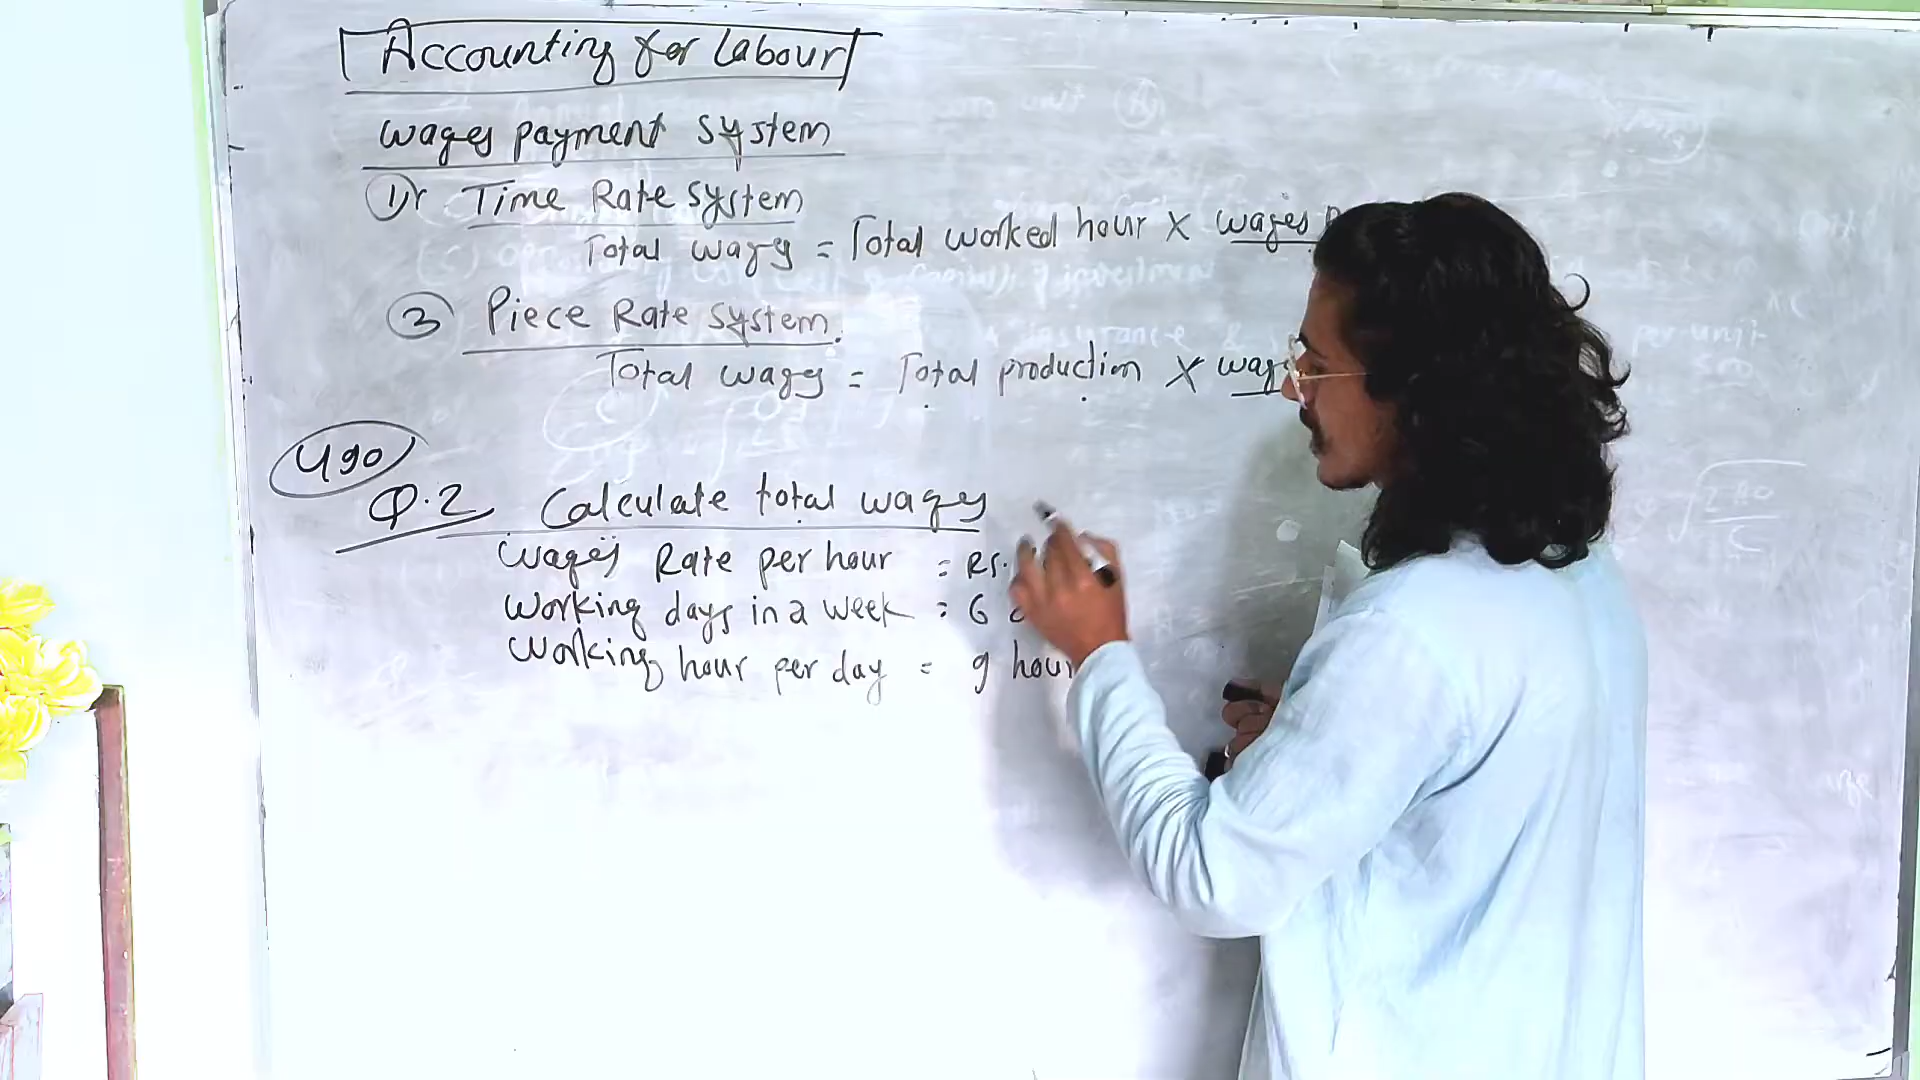 Accounting for Labour
wages payment system
1) Time Rate system
Total wages = Total worked hour X wages
2) Piece Rate system.
Total wages = Total production X wages
490
Q.2 Calculate total wages
wages Rate per hour = Rs.
working days in a week = 6
working hour per day = 9 hour